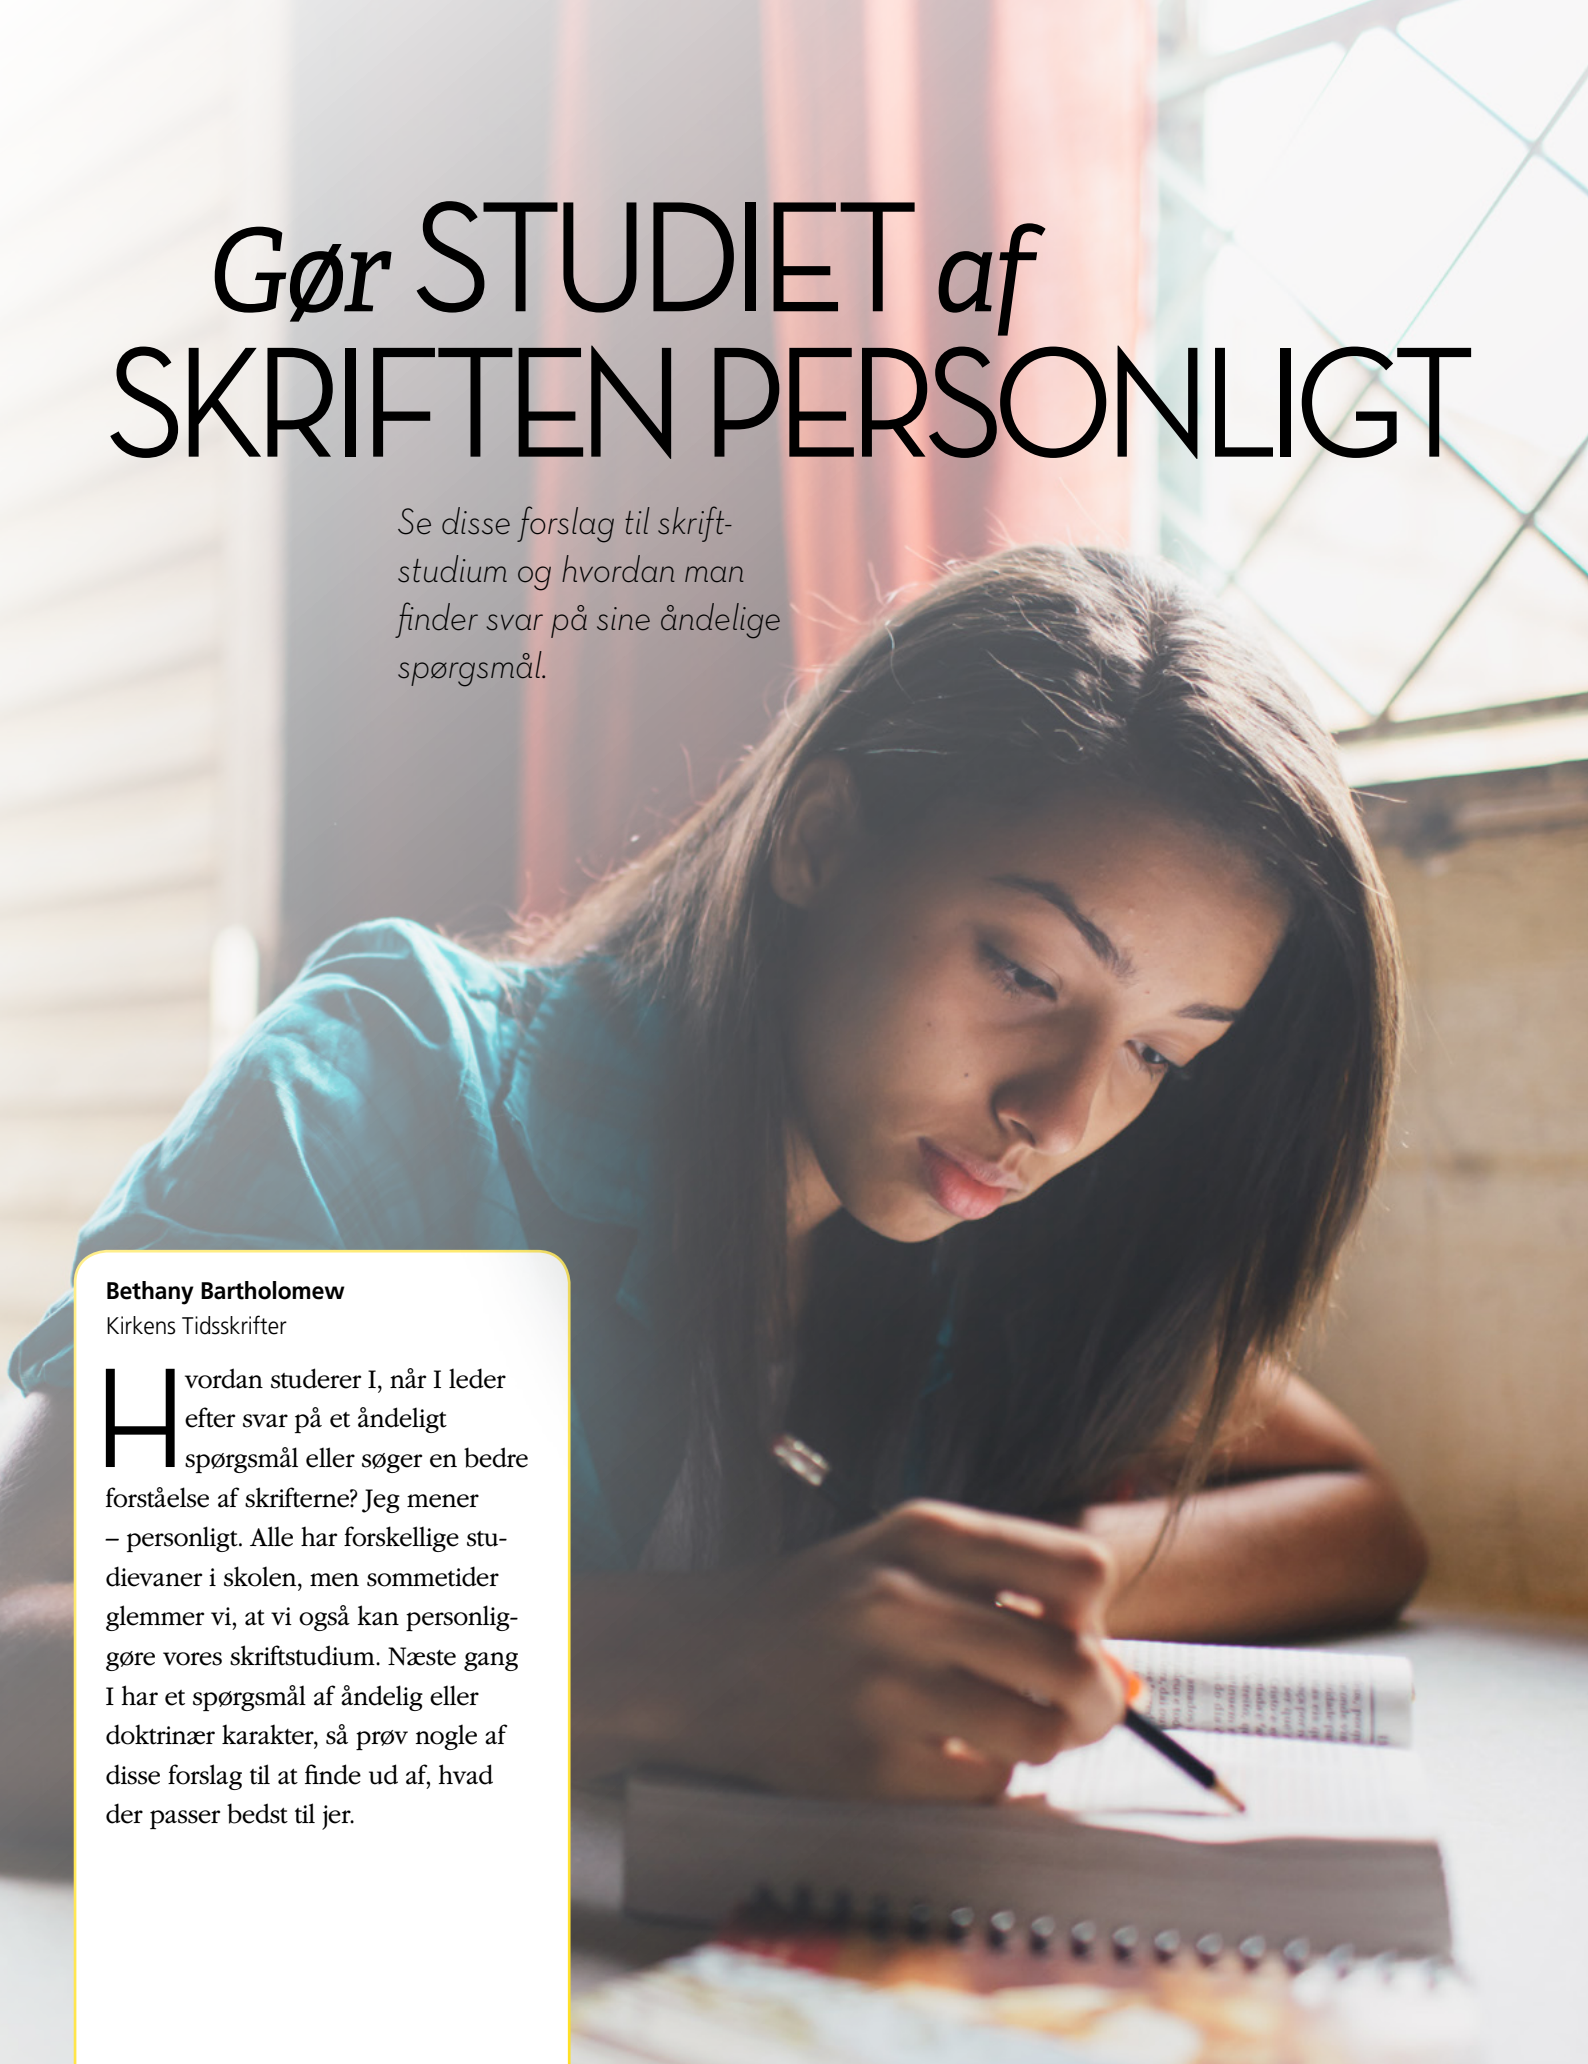 Gør STUDIET af
SKRIFTEN PERSONLIGT
Se disse forslag til skrift-
studium og hvordan man
finder svar på sine åndelige
spørgsmål.
Bethany Bartholomew
Kirkens Tidsskrifter
Hvordan studerer I, når I leder
efter svar på et åndeligt
spørgsmål eller søger en bedre
forståelse af skrifterne? Jeg mener
– personligt. Alle har forskellige stu-
dievaner i skolen, men sommetider
glemmer vi, at vi også kan personlig-
gøre vores skriftstudium. Næste gang
I har et spørgsmål af åndelig eller
doktrinær karakter, så prøv nogle af
disse forslag til at finde ud af, hvad
der passer bedst til jer.